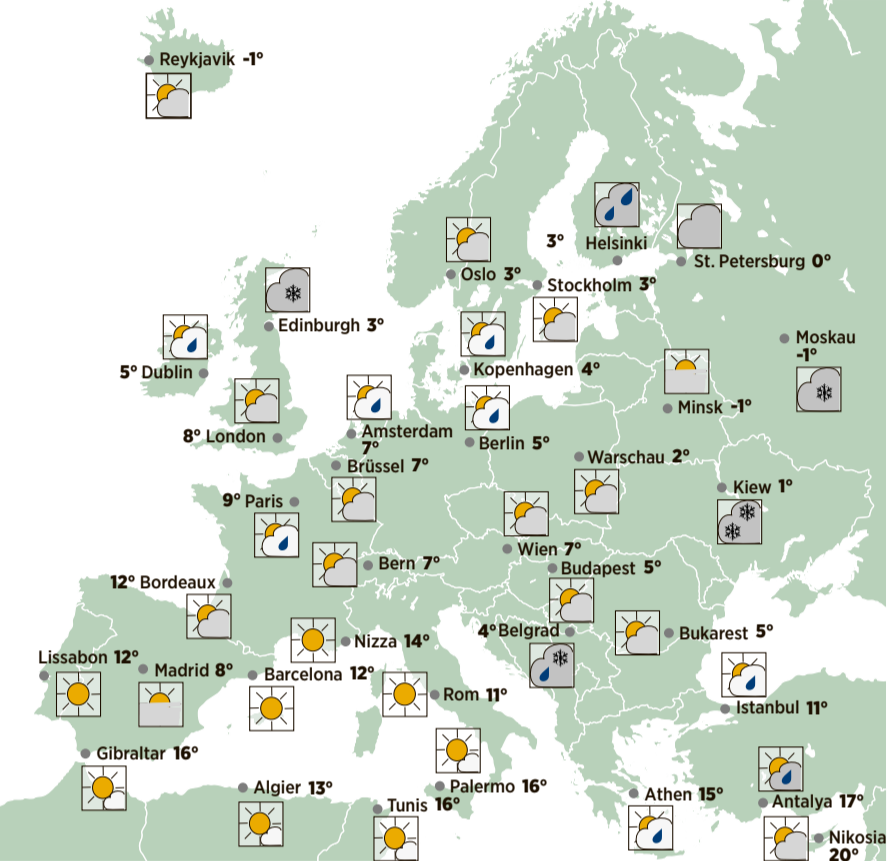 Reykjavik -1°
3°
Helsinki
St. Petersburg 0°
Oslo 3°
Stockholm 3°
Edinburgh 3°
Moskau
-1°
5° Dublin
Kopenhagen 4°
Minsk -1°
8° London
Amsterdam
7°
Berlin 5°
Warschau 2°
Brüssel 7°
Kiew 1°
9° Paris
Wien 7°
Bern 7°
Budapest 5°
12° Bordeaux
4° Belgrad
Bukarest 5°
Nizza 14°
Lissabon 12°
Madrid 8°
Barcelona 12°
Rom 11°
Istanbul 11°
Gibraltar 16°
Algier 13°
Palermo 16°
Athen 15°
Antalya 17°
Tunis 16°
Nikosia
20°